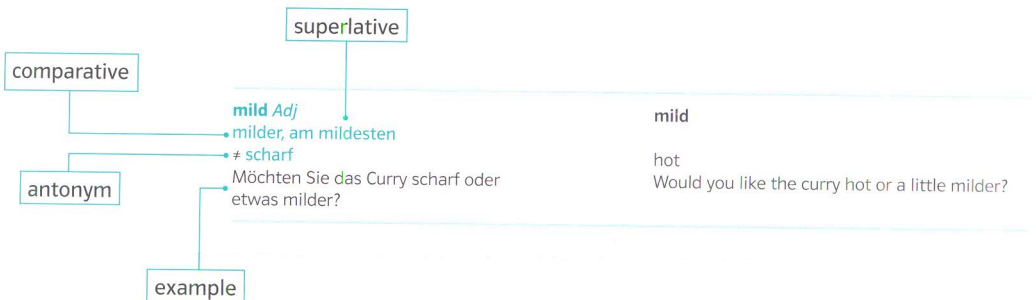 superlative
comparative
mild Adj
mild
milder, am mildesten
≠ scharf
hot
antonym
Möchten Sie das Curry scharf oder
Would you like the curry hot or a little milder?
etwas milder?
example